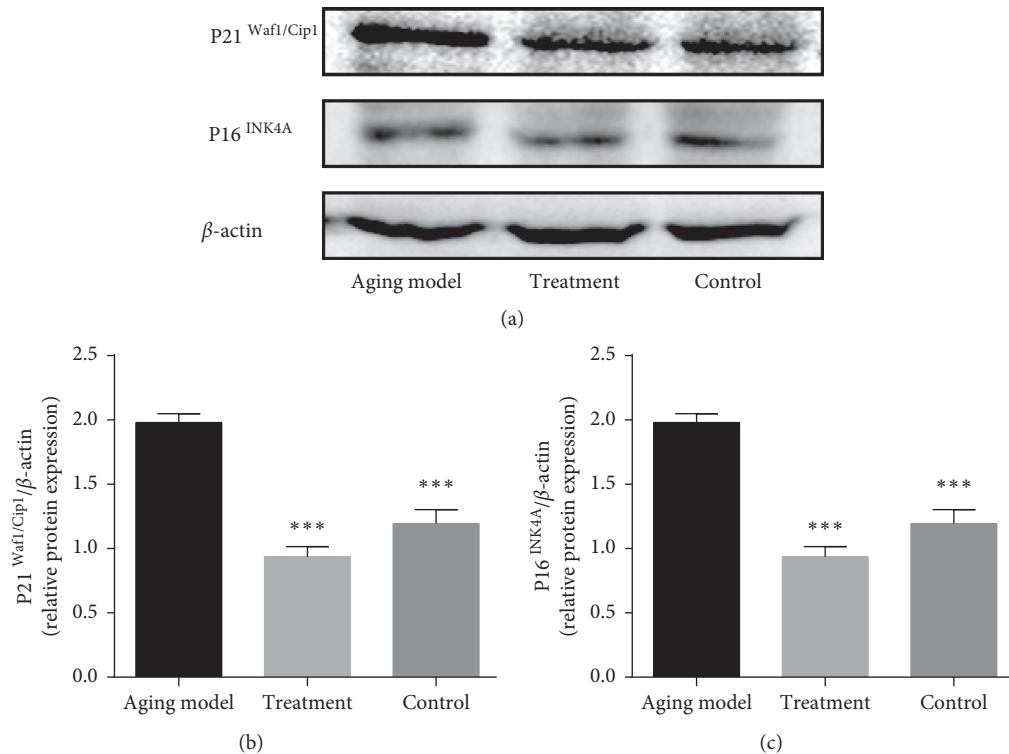 P21 Waf1/Cip1
P16 INK4A
β-actin
Aging model Treatment Control
(a)
P21 Waf1/Cip1/β-actin
(relative protein expression)
2.5
2.0
1.5
1.0
0.5
0.0
***
***
Aging model Treatment Control
(b)
P16 INK4A/β-actin
(relative protein expression)
2.5
2.0
1.5
1.0
0.5
0.0
***
***
Aging model Treatment Control
(c)